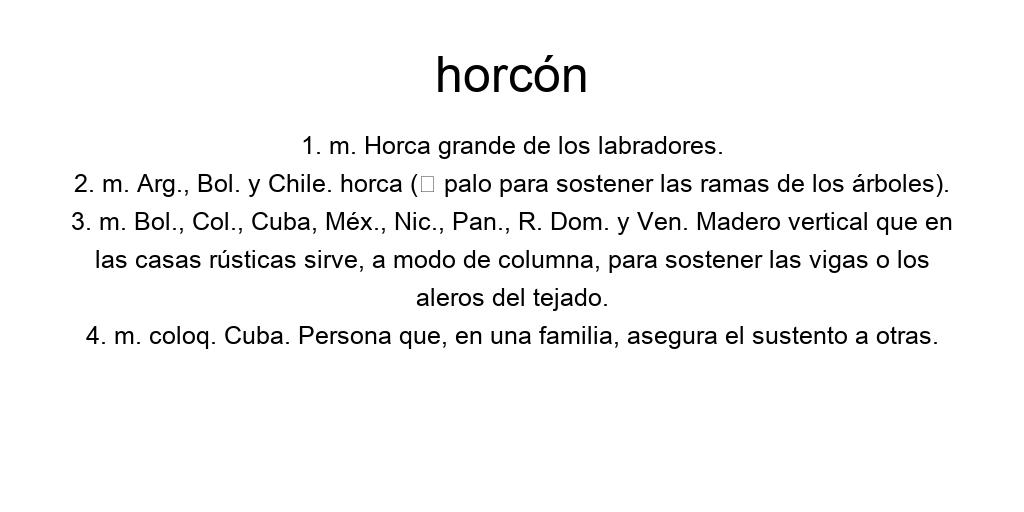 horcón
1. m. Horca grande de los labradores.
2. m. Arg., Bol. y Chile. horca (▯ palo para sostener las ramas de los árboles).
3. m. Bol., Col., Cuba, Méx., Nic., Pan., R. Dom. y Ven. Madero vertical que en
las casas rústicas sirve, a modo de columna, para sostener las vigas o los
aleros del tejado.
4. m. coloq. Cuba. Persona que, en una familia, asegura el sustento a otras.